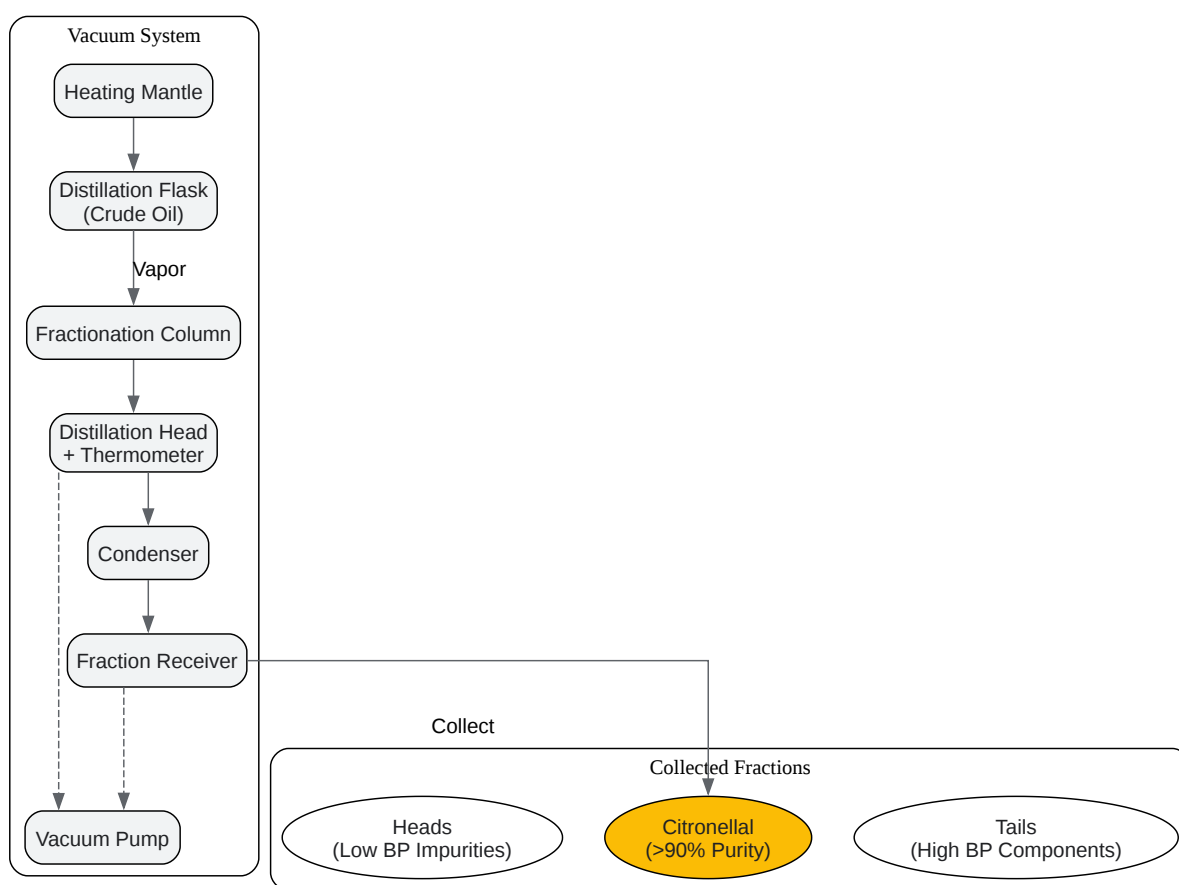 Vacuum System
Heating Mantle
Distillation Flask
(Crude Oil)
Vapor
Fractionation Column
Distillation Head
+ Thermometer
Condenser
Fraction Receiver
Collect
Collected Fractions
Vacuum Pump
Heads
(Low BP Impurities)
Citronellal
(>90% Purity)
Tails
(High BP Components)